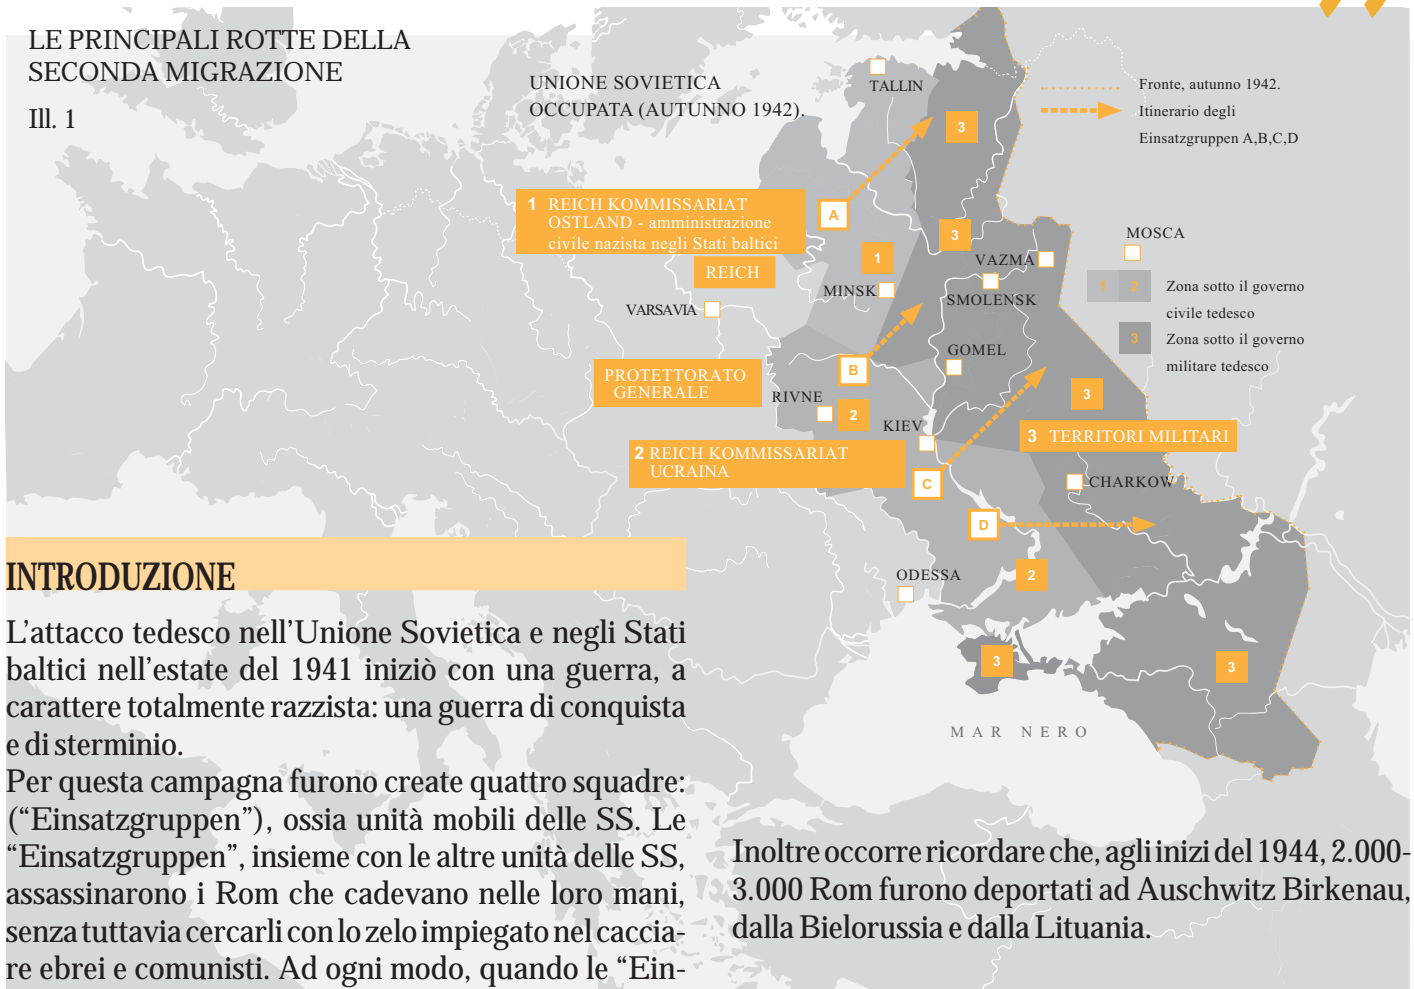 LE PRINCIPALI ROTTE DELLA
SECONDA MIGRAZIONE
Ill. 1
UNIONE SOVIETICA
OCCUPATA (AUTUNNO 1942).
TALLIN
Fronte, autunno 1942.
Itinerario degli
Einsatzgruppen A,B,C,D
3
1 REICH KOMMISSARIAT
OSTLAND - amministrazione
civile nazista negli Stati baltici
A
3
MOSCA
1
VAZMA
REICH
MINSK
SMOLENSK
1 2 Zona sotto il governo
civile tedesco
VARSAVIA
3 Zona sotto il governo
militare tedesco
GOMEL
B
PROTETTORATO
GENERALE
RIVNE
2
3
KIEV
3 TERRITORI MILITARI
2 REICH KOMMISSARIAT
UCRAINA
C
CHARKOW
D
ODESSA
2
3
3
MAR NERO
INTRODUZIONE
L’attacco tedesco nell’Unione Sovietica e negli Stati
baltici nell’estate del 1941 iniziò con una guerra, a
carattere totalmente razzista: una guerra di conquista
e di sterminio.
Per questa campagna furono create quattro squadre:
(“Einsatzgruppen”), ossia unità mobili delle SS. Le
“Einsatzgruppen”, insieme con le altre unità delle SS,
assassinarono i Rom che cadevano nelle loro mani,
senza tuttavia cercarli con lo zelo impiegato nel caccia-
re ebrei e comunisti. Ad ogni modo, quando le “Ein-
Inoltre occorre ricordare che, agli inizi del 1944, 2.000-
3.000 Rom furono deportati ad Auschwitz Birkenau,
dalla Bielorussia e dalla Lituania.